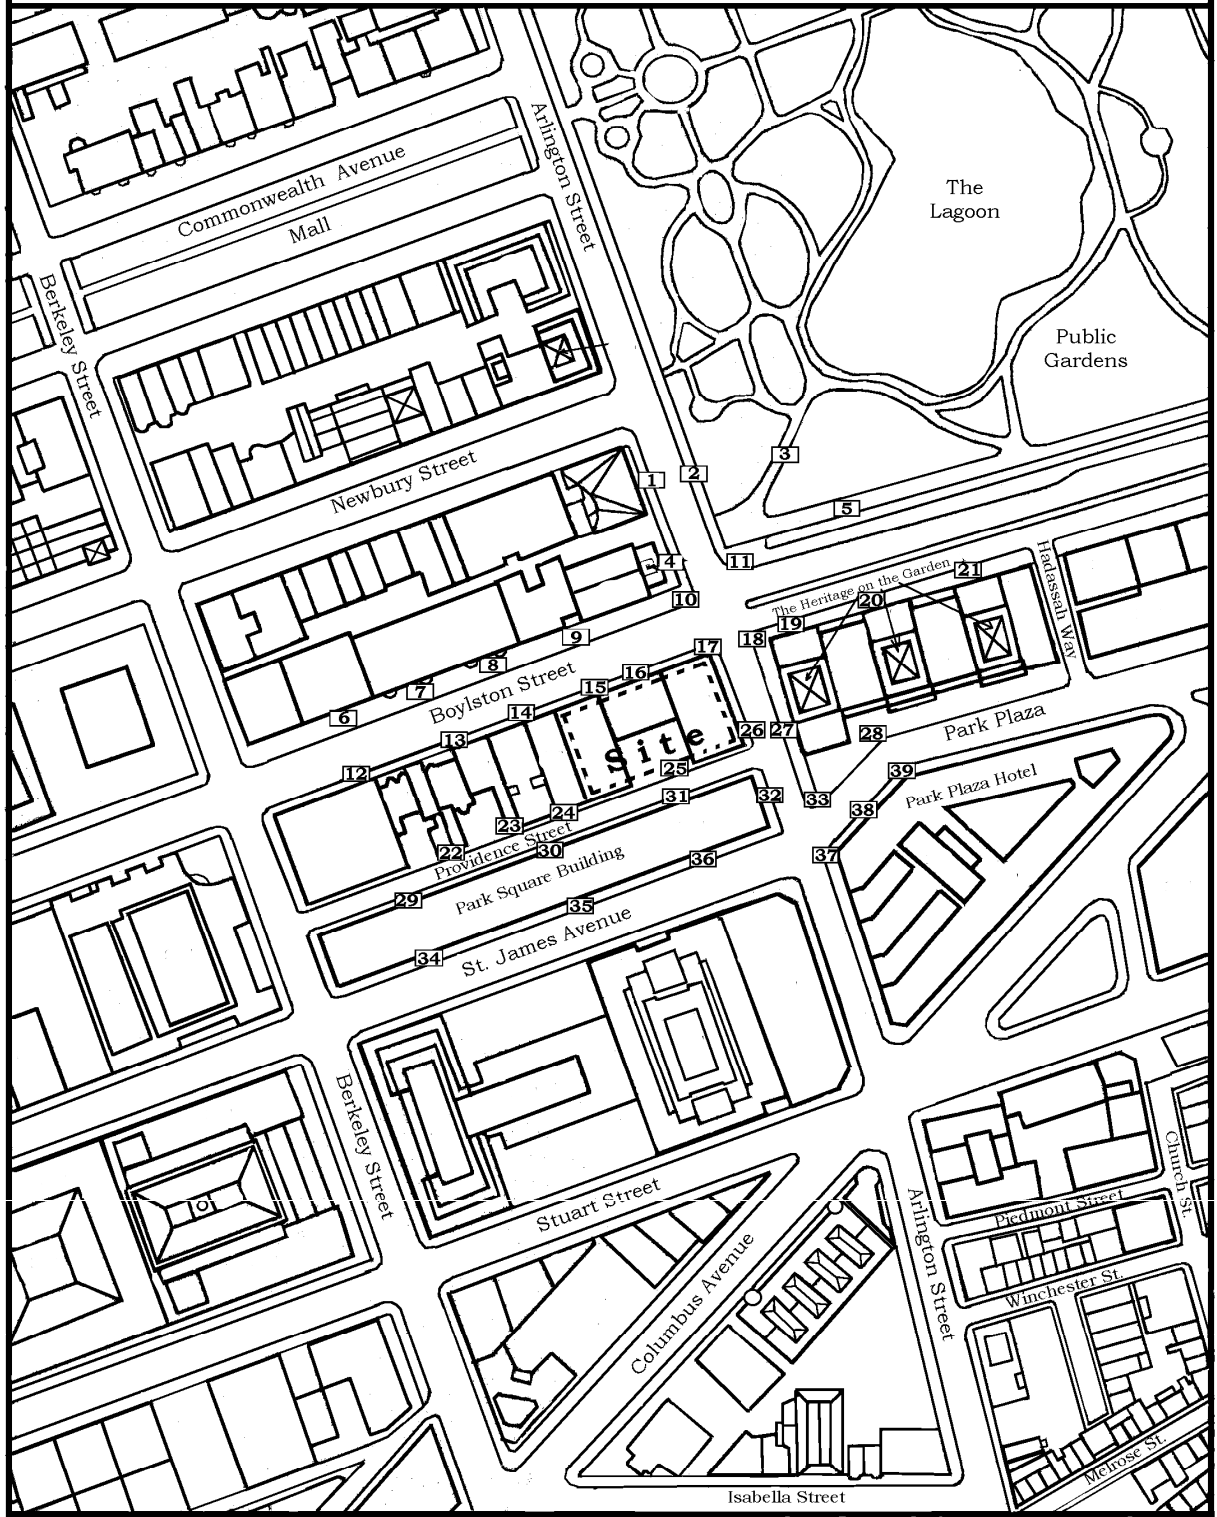 Commonwealth Avenue
Mall
Arlington Street
The
Lagoon
Public
Gardens
Berkeley Street
Newbury Street
1
2
3
4
5
11
10
Hadassah Way
The Heritage on the Garden
21
20
19
18
17
9
8
7
6
Boylston Street
16
15
14
13
12
Site
26
27
28
25
Park Plaza
39
Park Plaza Hotel
38
33
32
31
24
23
22
Providence Street
30
29
Park Square Building
36
37
35
34
St. James Avenue
Berkeley Street
Stuart Street
Columbus Avenue
Arlington Street
Church St.
Piedmont Street
Winchester St.
Melrose St.
Isabella Street